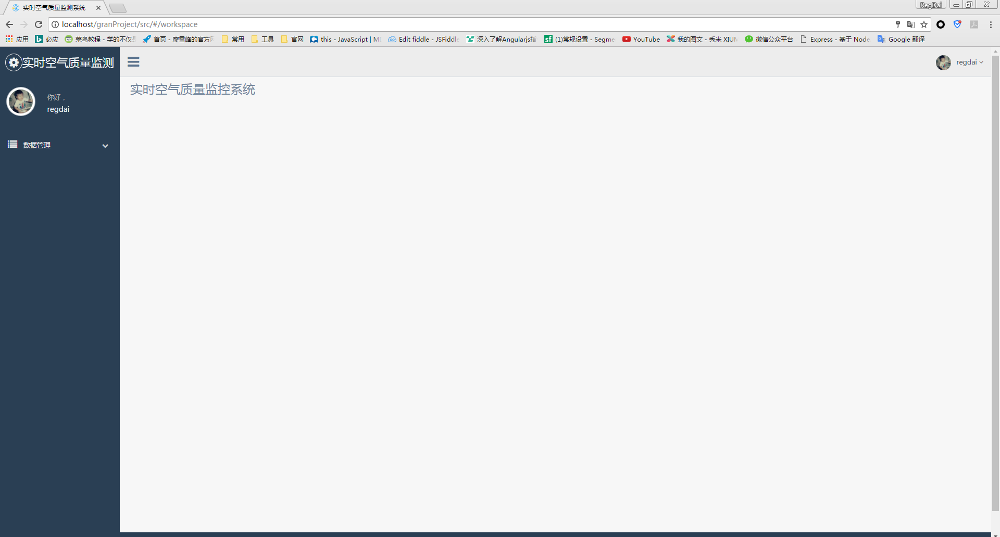 实时空气质量监测系统
RegDai
localhost/granProject/src/#/workspace
应用 必应 菜鸟教程 - 学的不仅是 首页 - 廖雪峰的官方 常用 工具 官网 this - JavaScript | M Edit fiddle - JSFiddle 深入了解Angularjs指 (1)常规设置 - Segme YouTube 我的图文 - 秀米 XIU 微信公众平台 Express - 基于 Node Google 翻译
实时空气质量监测
regdai
实时空气质量监控系统
你好，
regdai
数据管理